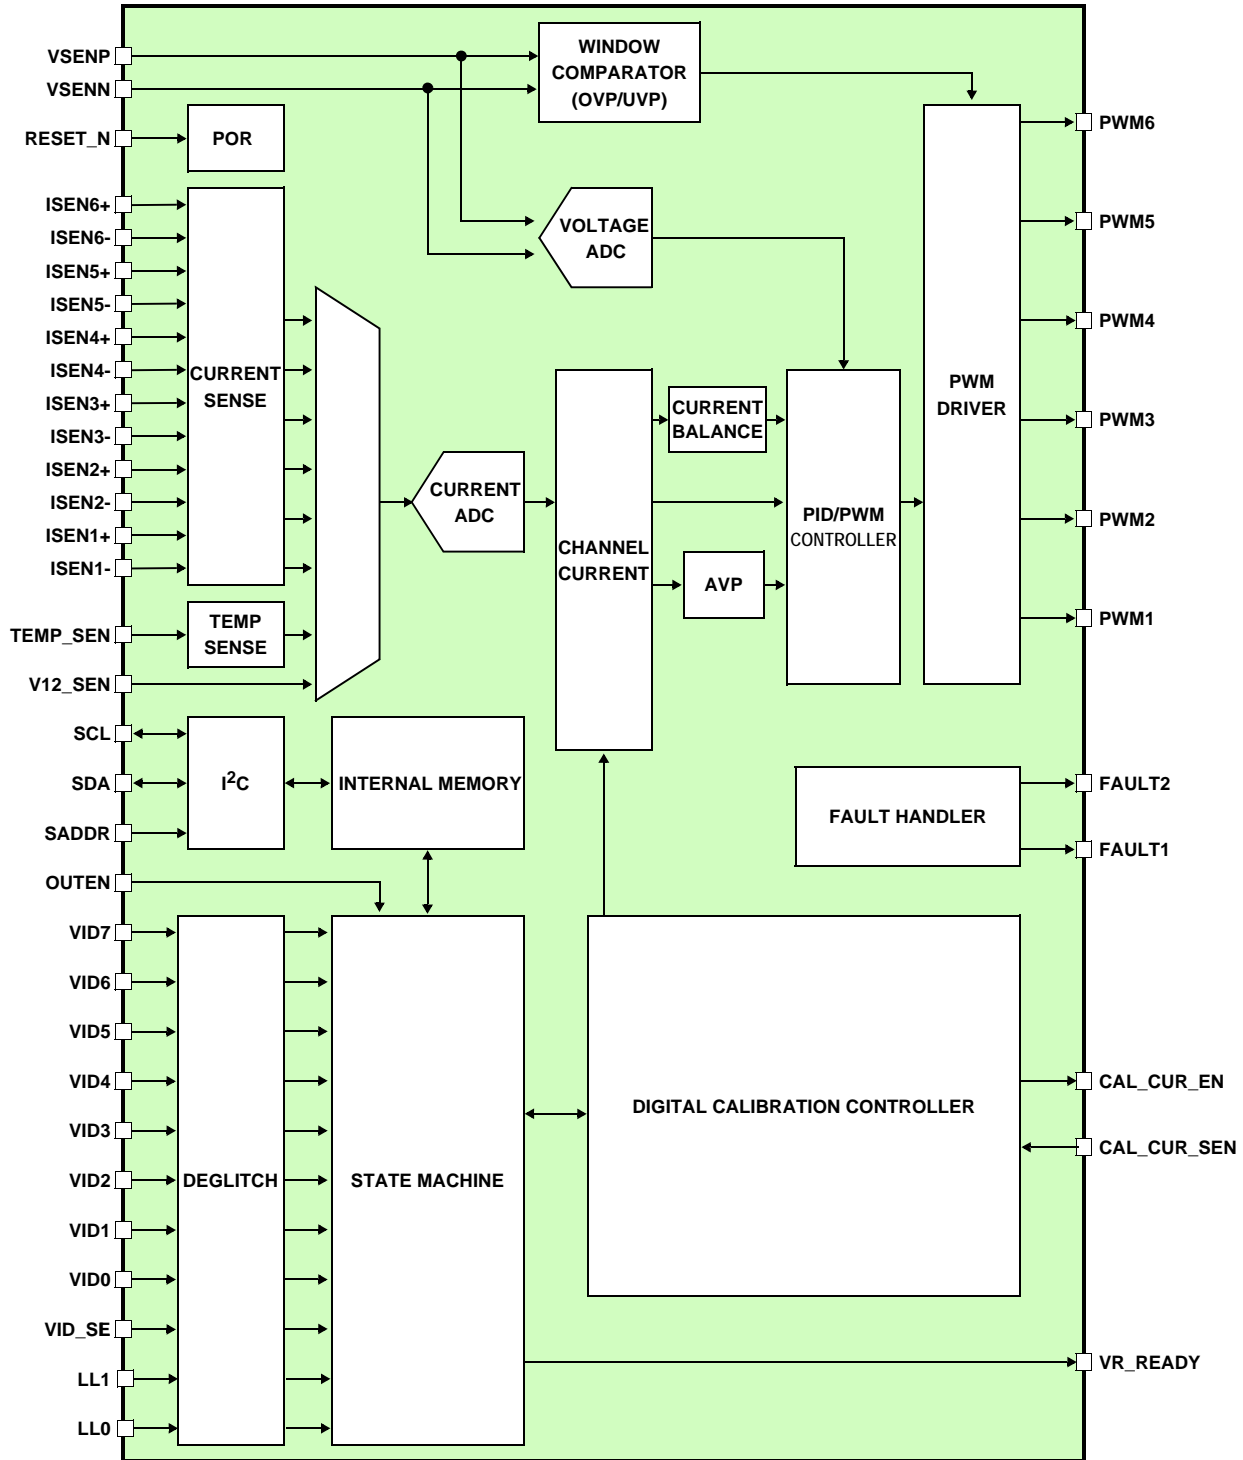 VSENP
VSENN
RESET_N
ISEN6+
ISEN6-
ISEN5+
ISEN5-
ISEN4+
ISEN4-
ISEN3+
ISEN3-
ISEN2+
ISEN2-
ISEN1+
ISEN1-
TEMP_SEN
V12_SEN
SCL
SDA
SADDR
OUTEN
VID7
VID6
VID5
VID4
VID3
VID2
VID1
VID0
VID_SE
LL1
LL0
WINDOW
COMPARATOR
(OVP/UVP)
POR
CURRENT
SENSE
VOLTAGE
ADC
TEMP
SENSE
CURRENT
ADC
CHANNEL
CURRENT
CURRENT
BALANCE
AVP
PID/PWM
CONTROLLER
PWM
DRIVER
I²C
INTERNAL MEMORY
FAULT HANDLER
DEGLITCH
STATE MACHINE
DIGITAL CALIBRATION CONTROLLER
PWM6
PWM5
PWM4
PWM3
PWM2
PWM1
FAULT2
FAULT1
CAL_CUR_EN
CAL_CUR_SEN
VR_READY